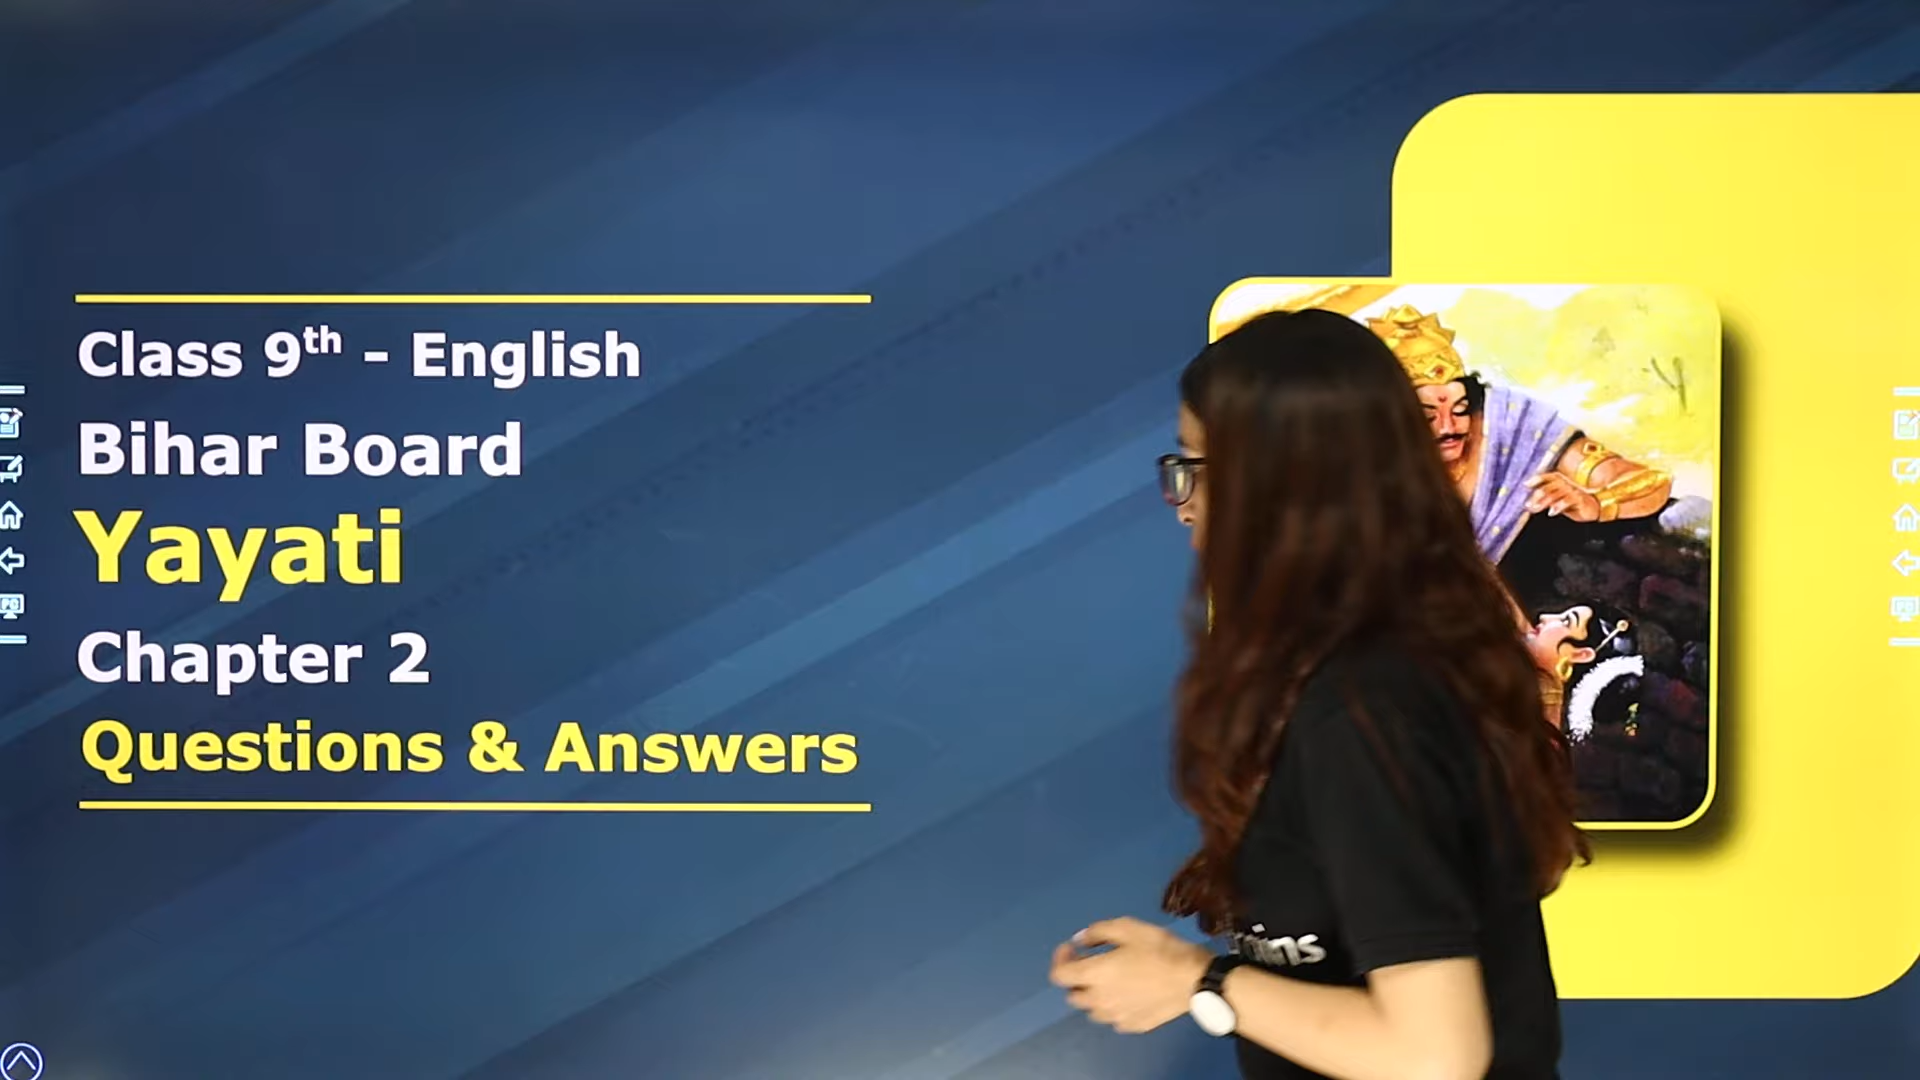 Class 9th - English
Bihar Board
Yayati
Chapter 2
Questions & Answers